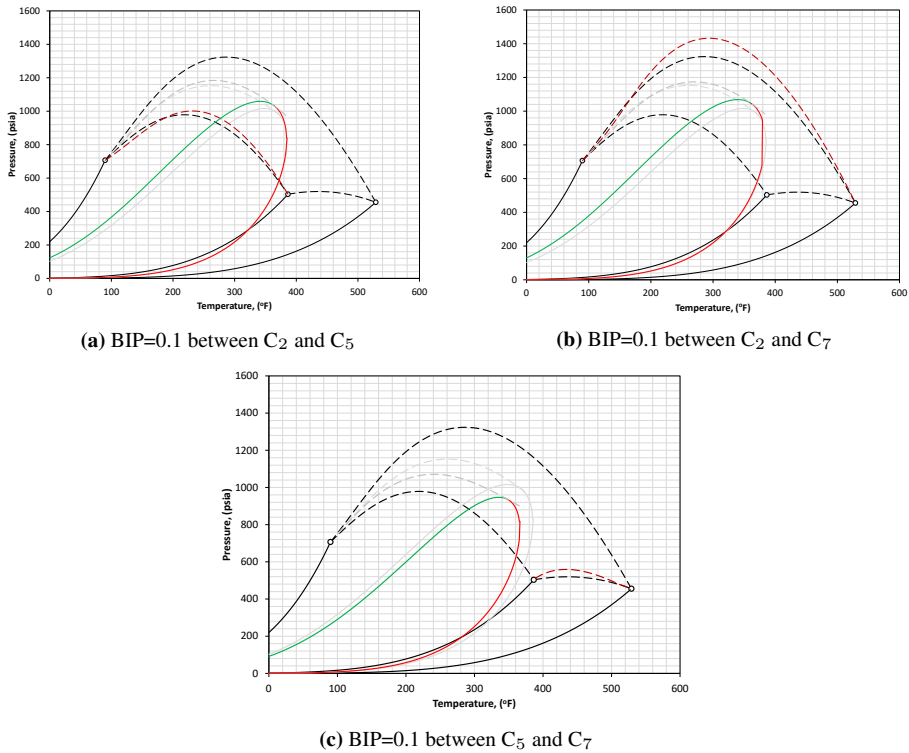 1600
1400
1200
1000
800
600
400
200
0
Pressure, (psia)
0 100 200 300 400 500 600
Temperature, (°F)
(a) BIP=0.1 between C₂ and C₅
1600
1400
1200
1000
800
600
400
200
0
Pressure, (psia)
0 100 200 300 400 500 600
Temperature, (°F)
(b) BIP=0.1 between C₂ and C₇
1600
1400
1200
1000
800
600
400
200
0
Pressure, (psia)
0 100 200 300 400 500 600
Temperature, (°F)
(c) BIP=0.1 between C₅ and C₇